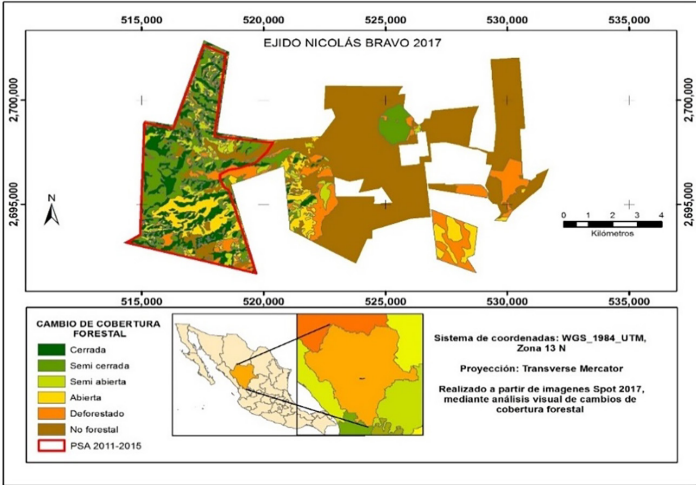 515,000 520,000 525,000 530,000 535,000
EJIDO NICOLÁS BRAVO 2017
2,700,000 2,700,000
2,695,000 2,695,000
N
0 1 2 3 4
Kilómetros
515,000 520,000 525,000 530,000 535,000
CAMBIO DE COBERTURA
FORESTAL
Cerrada
Semi cerrada
Semi abierta
Abierta
Deforestado
No forestal
PSA 2011-2015
Sistema de coordenadas: WGS_1984_UTM,
Zona 13 N
Proyección: Transverse Mercator
Realizado a partir de imagenes Spot 2017,
mediante análisis visual de cambios de
cobertura forestal